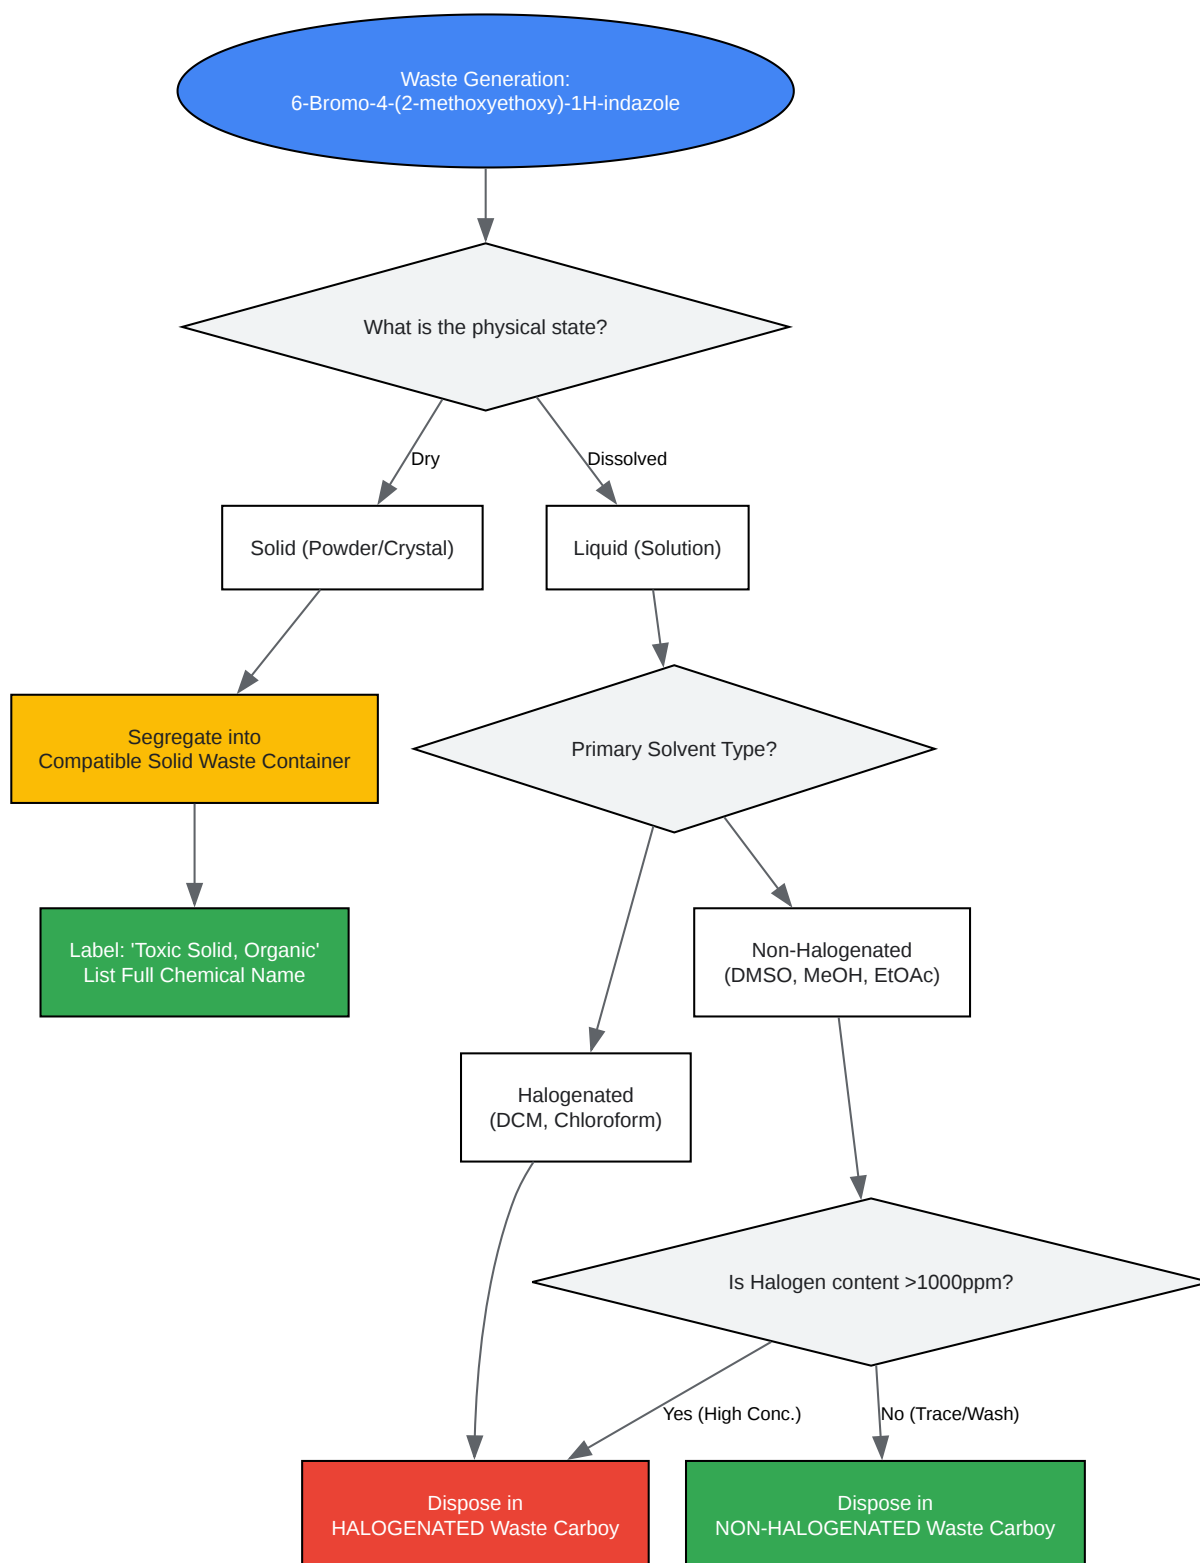 Waste Generation:
6-Bromo-4-(2-methoxyethoxy)-1H-indazole
What is the physical state?
Dry
Dissolved
Solid (Powder/Crystal)
Liquid (Solution)
Segregate into
Compatible Solid Waste Container
Primary Solvent Type?
Label: 'Toxic Solid, Organic'
List Full Chemical Name
Non-Halogenated
(DMSO, MeOH, EtOAc)
Halogenated
(DCM, Chloroform)
Is Halogen content >1000ppm?
Yes (High Conc.)
No (Trace/Wash)
Dispose in
HALOGENATED Waste Carboy
Dispose in
NON-HALOGENATED Waste Carboy